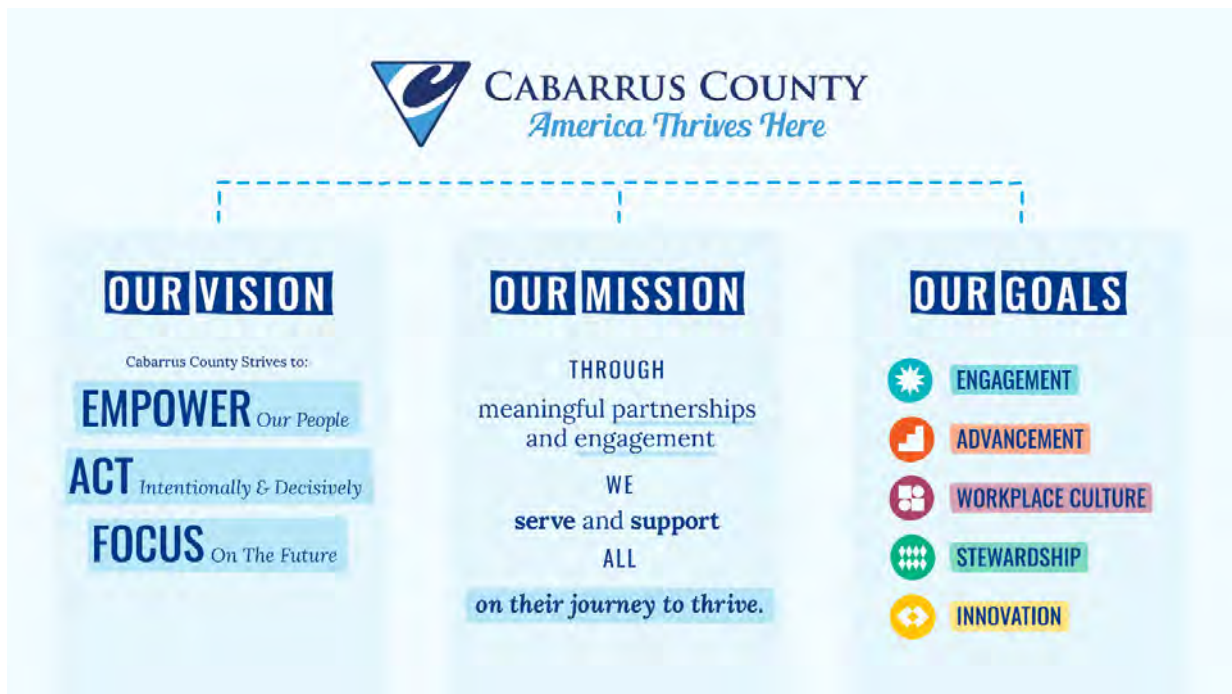 CABARRUS COUNTY
America Thrives Here
OUR VISION
Cabarrus County Strives to:
EMPOWER Our People
ACT Intentionally & Decisively
FOCUS On The Future
OUR MISSION
THROUGH
meaningful partnerships
and engagement
WE
serve and support
ALL
on their journey to thrive.
OUR GOALS
ENGAGEMENT
ADVANCEMENT
WORKPLACE CULTURE
STEWARDSHIP
INNOVATION